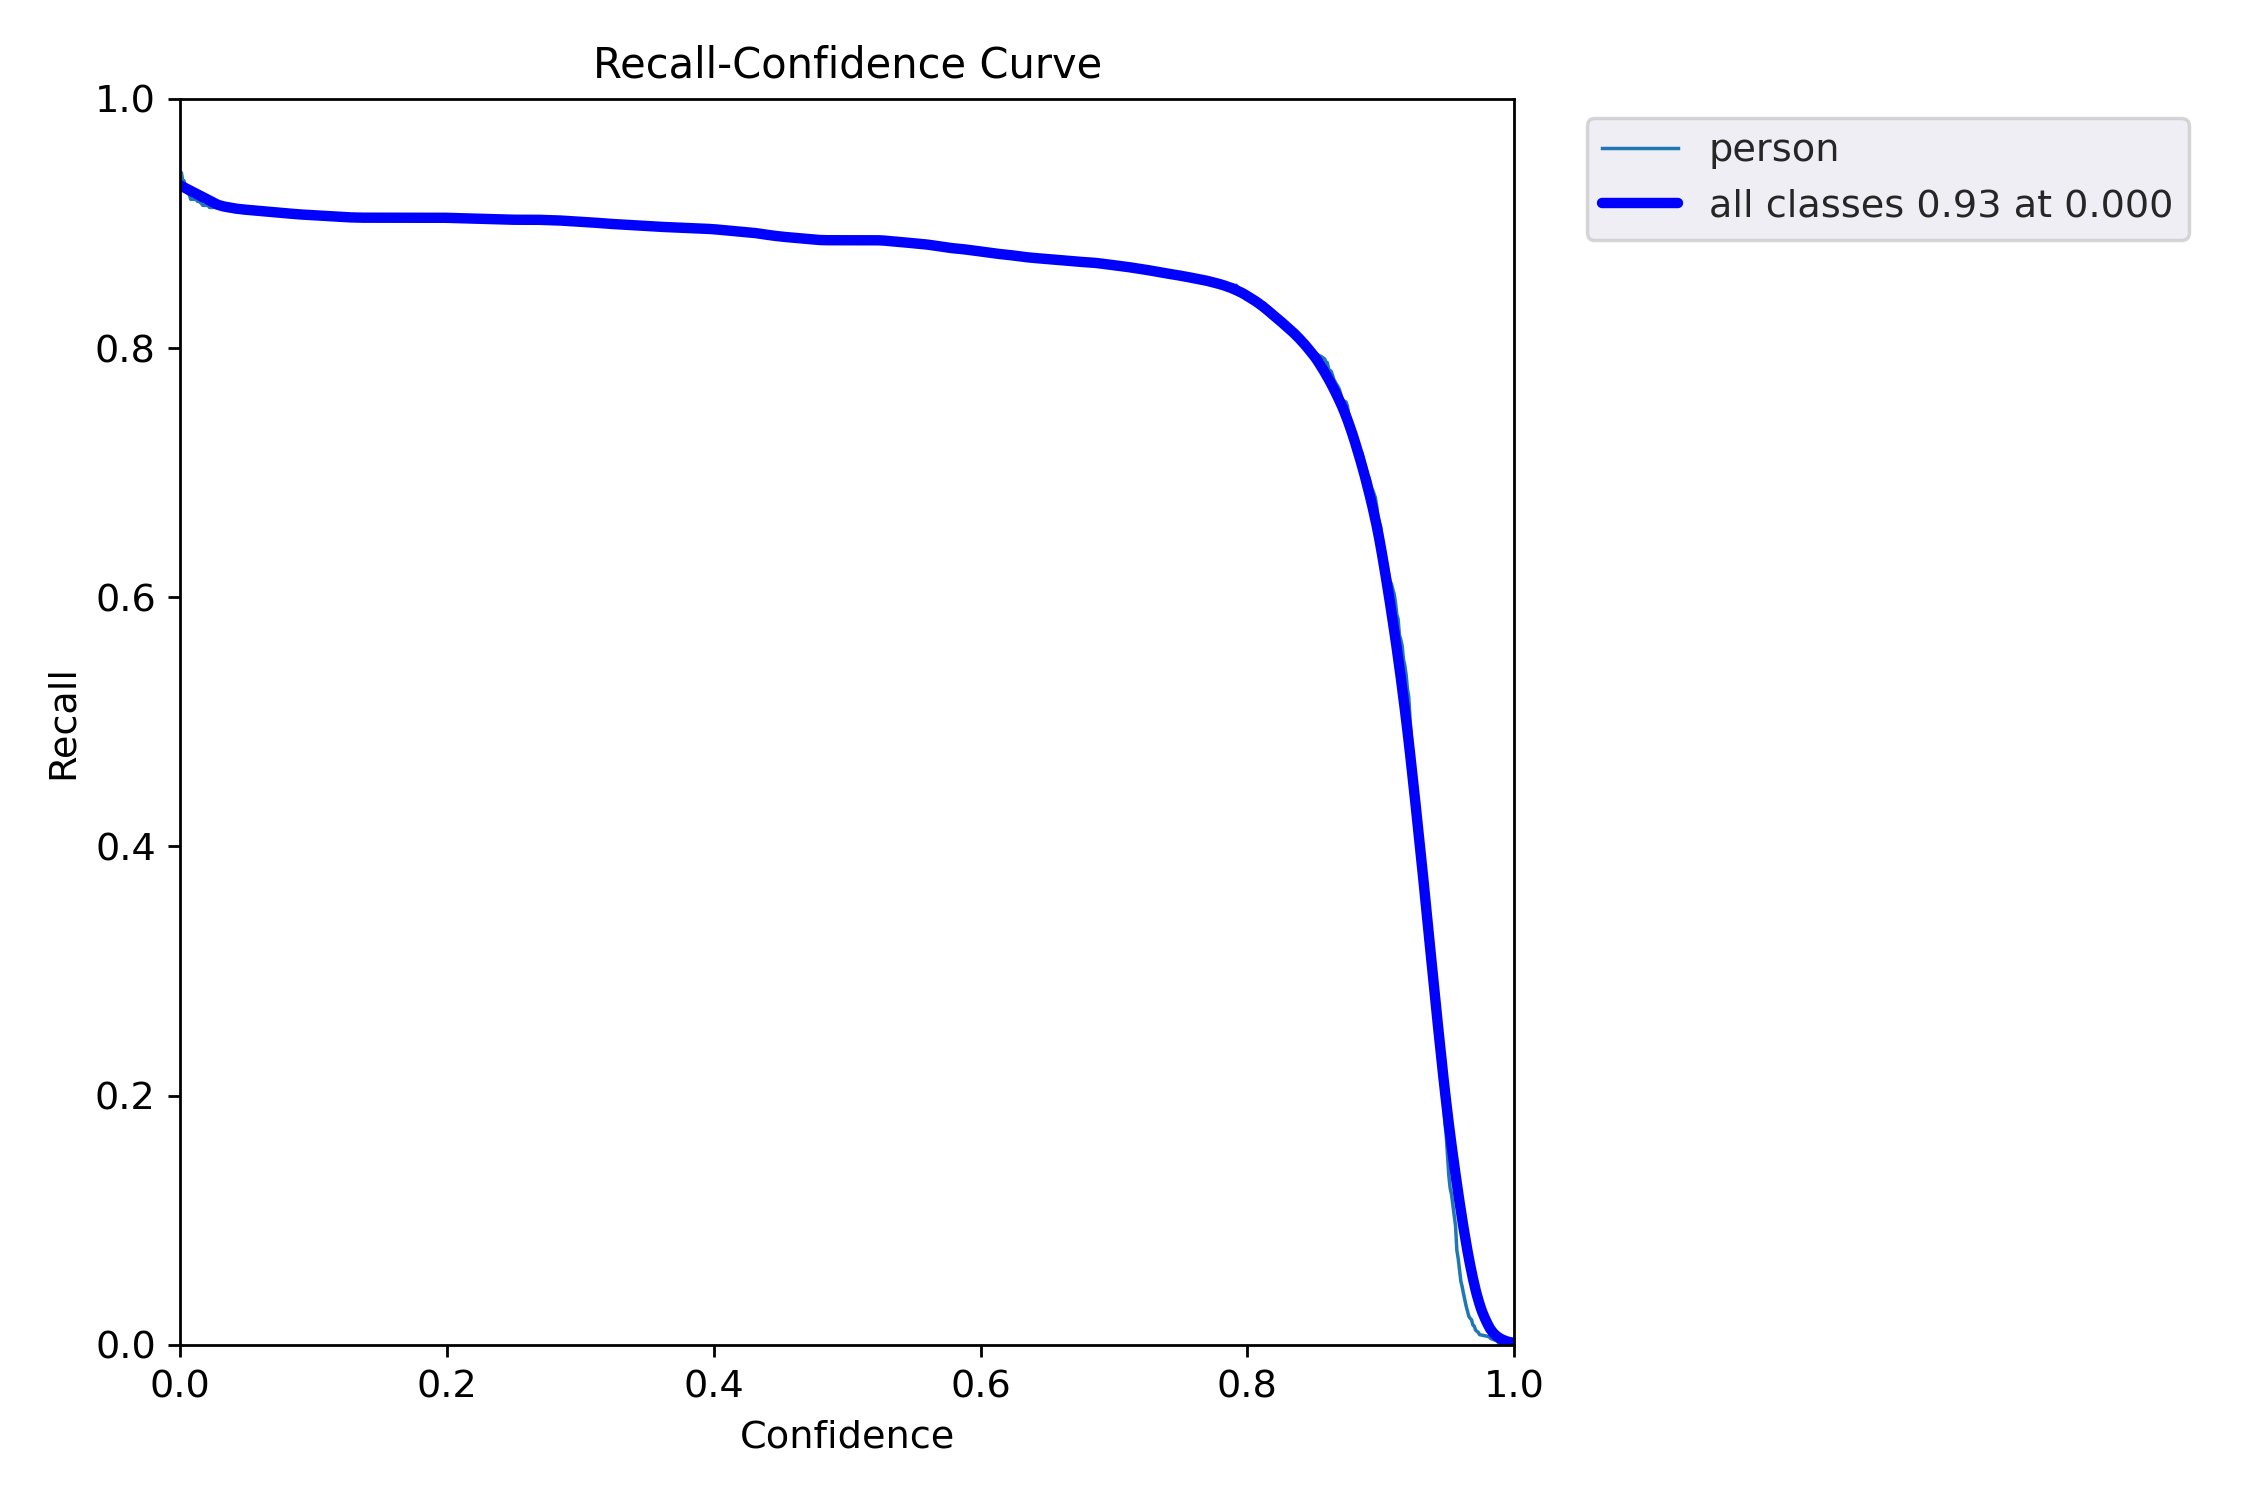 Recall-Confidence Curve
1.0
0.8
0.6
0.4
0.2
0.0
Recall
0.0 0.2 0.4 0.6 0.8 1.0
Confidence
person
all classes 0.93 at 0.000